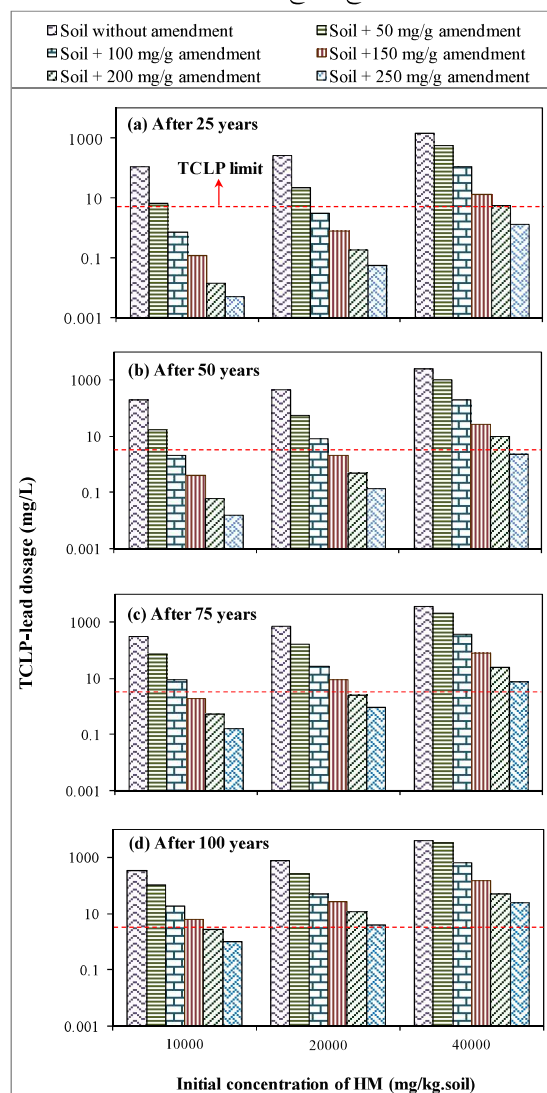 Soil without amendment
Soil + 50 mg/g amendment
Soil + 100 mg/g amendment
Soil +150 mg/g amendment
Soil + 200 mg/g amendment
Soil + 250 mg/g amendment
TCLP-lead dosage (mg/L)
(a) After 25 years
TCLP limit
1000
10
0.1
0.001
(b) After 50 years
1000
10
0.1
0.001
(c) After 75 years
1000
10
0.1
0.001
(d) After 100 years
1000
10
0.1
0.001
10000 20000 40000
Initial concentration of HM (mg/kg.soil)